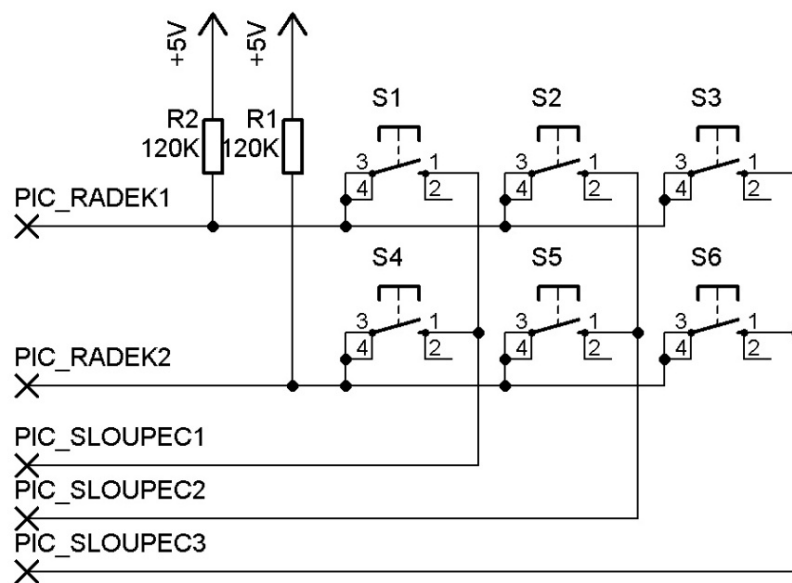 +5V +5V
S1 S2 S3
R2 R1
120K 120K
3 1 3 1 3 1
4 2 4 2 4 2
PIC_RADEK1
S4 S5 S6
3 1 3 1 3 1
4 2 4 2 4 2
PIC_RADEK2
PIC_SLOUPEC1
PIC_SLOUPEC2
PIC_SLOUPEC3